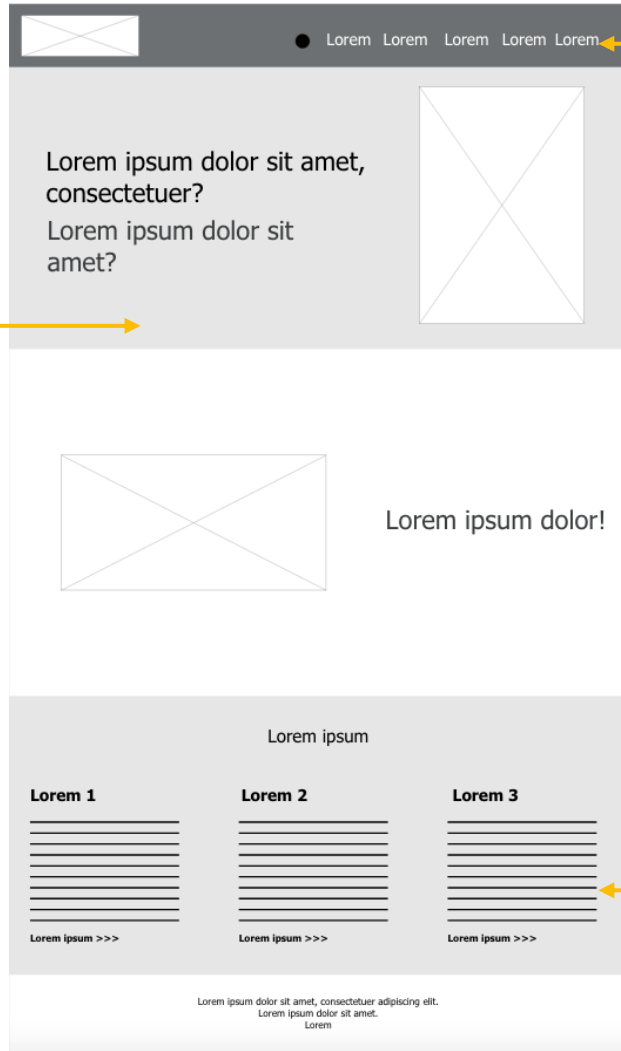 Lorem Lorem Lorem Lorem Lorem
Lorem ipsum dolor sit amet,
consectetuer?
Lorem ipsum dolor sit
amet?
Lorem ipsum dolor!
Lorem ipsum
Lorem 1
Lorem ipsum >>>
Lorem 2
Lorem ipsum >>>
Lorem 3
Lorem ipsum >>>
Lorem ipsum dolor sit amet, consectetuer adipiscing elit.
Lorem ipsum dolor sit amet.
Lorem